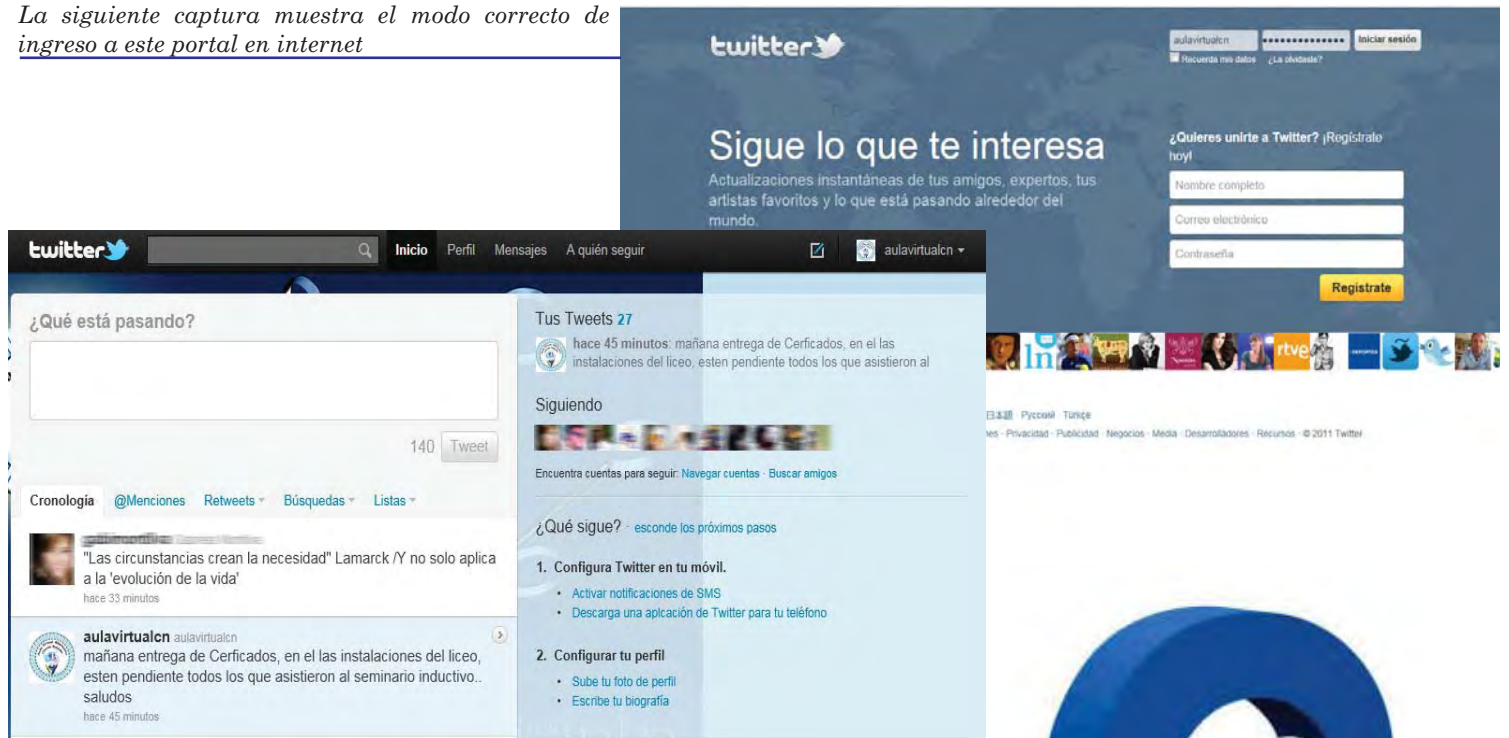 La siguiente captura muestra el modo correcto de
ingreso a este portal en internet
twitter
aulavirtualcn
Iniciar sesión
Recuerda mis datos ¿La olvidaste?
Sigue lo que te interesa
Actualizaciones instantáneas de tus amigos, expertos, tus
artistas favoritos y lo que está pasando alrededor del
mundo.
¿Quieres unirte a Twitter? ¡Regístrate
hoy!
Nombre completo
Correo electrónico
Contraseña
Regístrate
rtve
日本語 Русский Türkçe
Privacidad · Publicidad · Negocios · Media · Desarrolladores · Recursos · © 2011 Twitter
twitter
Inicio Perfil Mensajes A quién seguir
aulavirtualcn
¿Qué está pasando?
140 Tweet
Cronología @Menciones Retweets Búsquedas Listas
"Las circunstancias crean la necesidad" Lamarck /Y no solo aplica
a la 'evolución de la vida'
hace 33 minutos
aulavirtualcn aulavirtualcn
mañana entrega de Cerficados, en el las instalaciones del liceo,
esten pendiente todos los que asistieron al seminario inductivo..
saludos
hace 45 minutos
Tus Tweets 27
hace 45 minutos: mañana entrega de Cerficados, en el las
instalaciones del liceo, esten pendiente todos los que asistieron al
Siguiendo
Encuentra cuentas para seguir: Navegar cuentas · Buscar amigos
¿Qué sigue? · esconde los próximos pasos
1. Configura Twitter en tu móvil.
• Activar notificaciones de SMS
• Descarga una aplcación de Twitter para tu teléfono
2. Configurar tu perfil
• Sube tu foto de perfil
• Escribe tu biografía